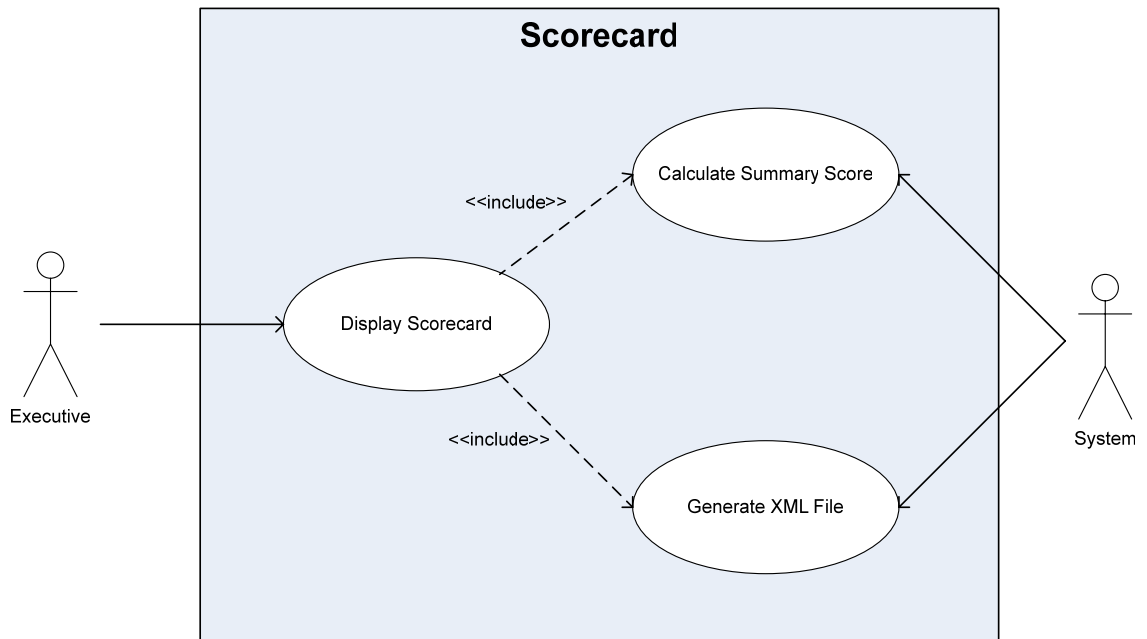 Scorecard
Calculate Summary Score
<<include>>
Display Scorecard
Executive
<<include>>
System
Generate XML File